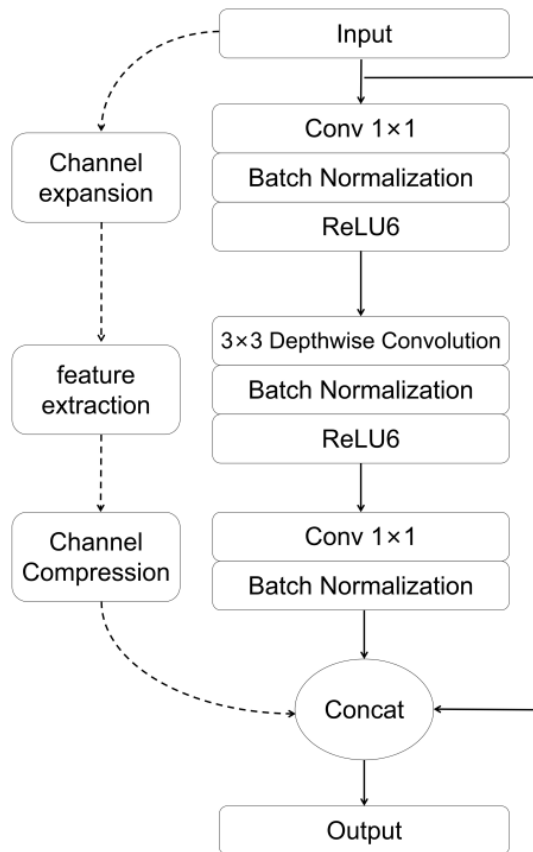 Input
Conv 1×1
Batch Normalization
ReLU6
Channel
expansion
3×3 Depthwise Convolution
Batch Normalization
ReLU6
feature
extraction
Conv 1×1
Batch Normalization
Channel
Compression
Concat
Output